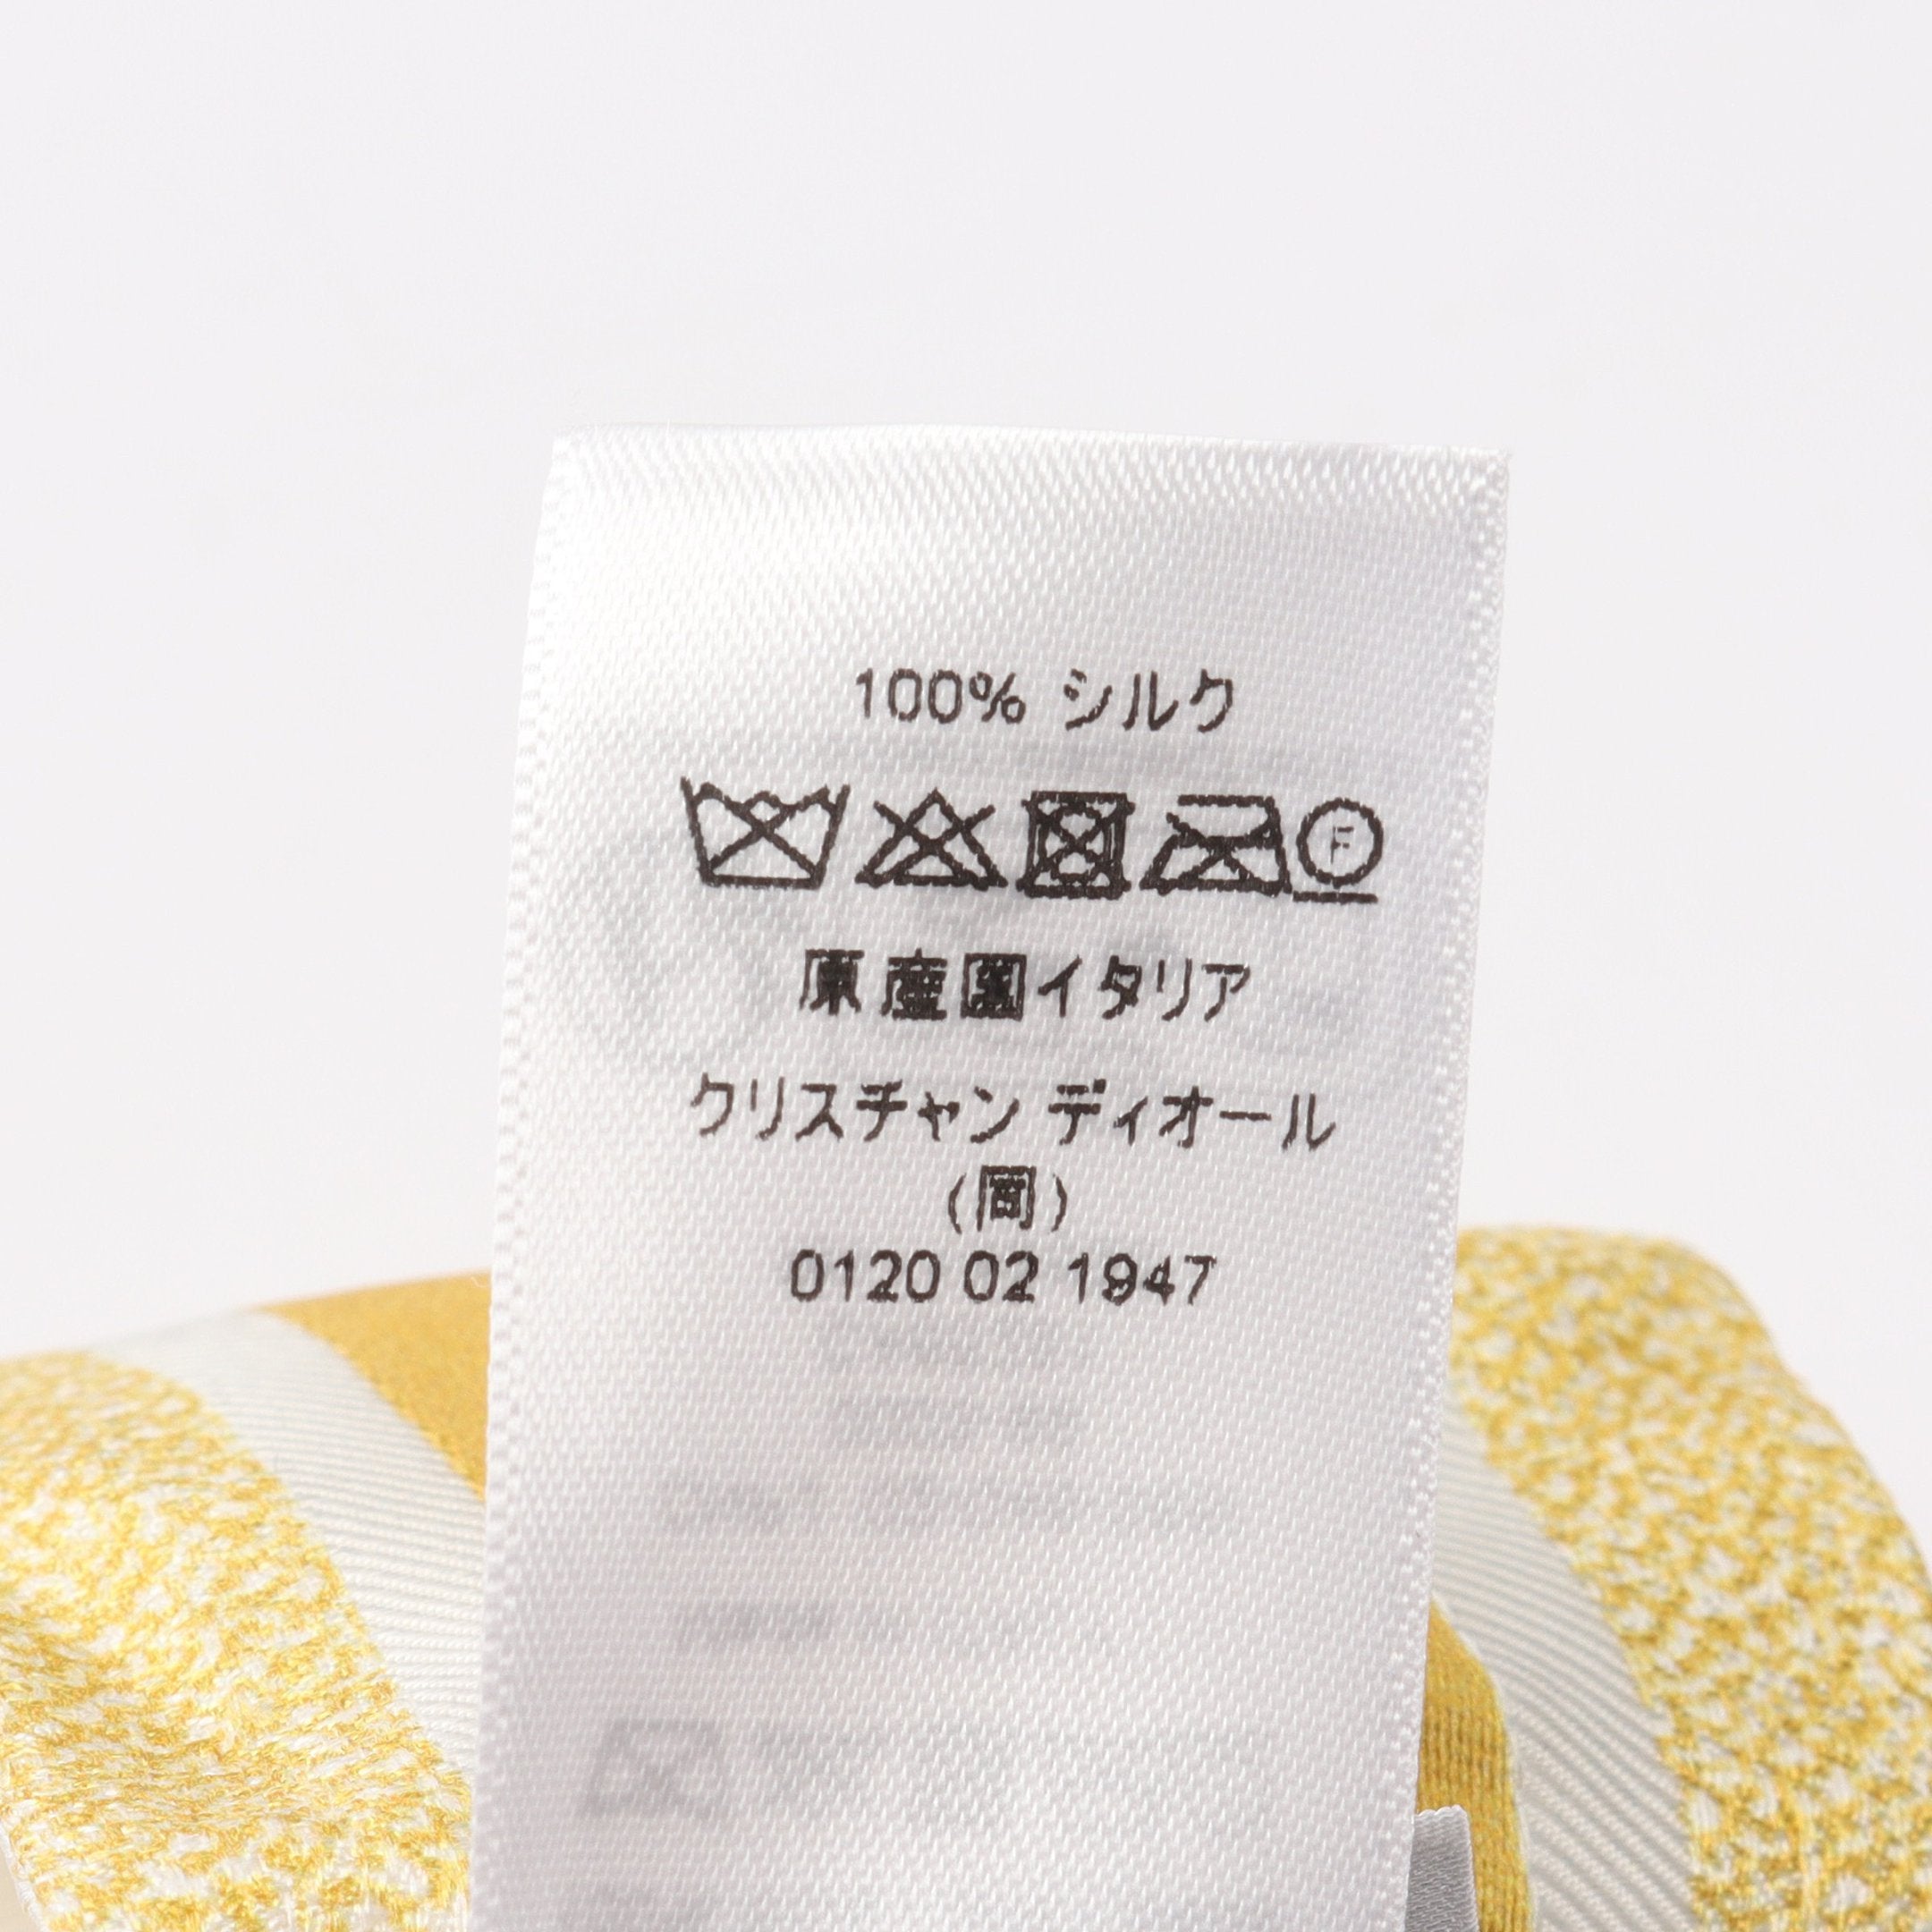 100% シルク
F
原産国イタリア
クリスチャン ディオール
(同)
0120 02 1947